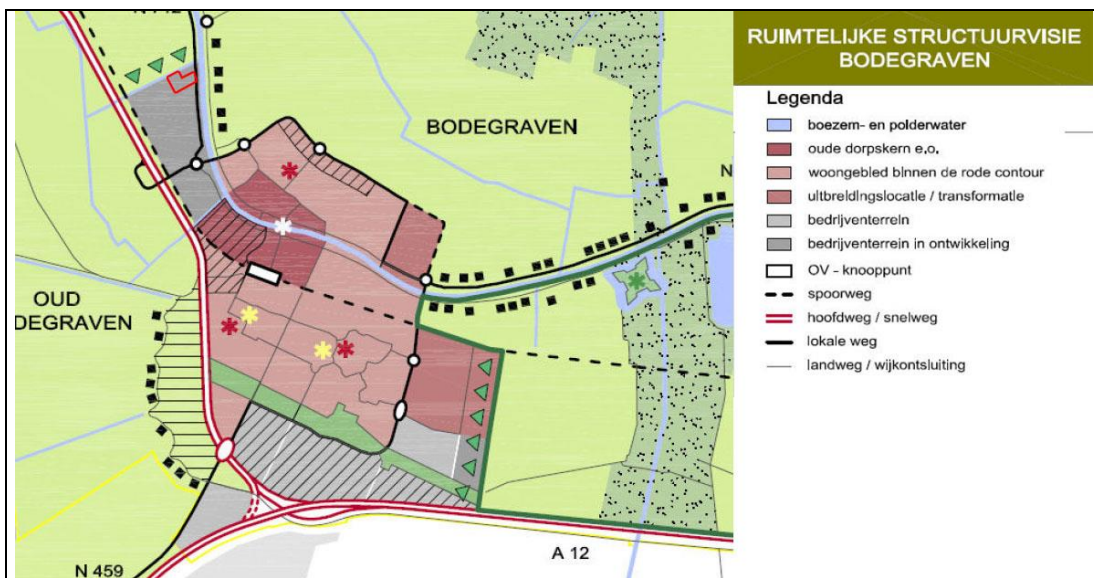 N 712
BODEGRAVEN
N
OUD
DEGRAVEN
A 12
N 459
RUIMTELIJKE STRUCTUURVISIE
BODEGRAVEN
Legenda
boezem- en polderwater
oude dorpskern e.o.
woongebied binnen de rode contour
uitbreidingslocatie / transformatie
bedrijventerrein
bedrijventerrein in ontwikkeling
OV - knooppunt
spoorweg
hoofdweg / snelweg
lokale weg
landweg / wijkontsluiting